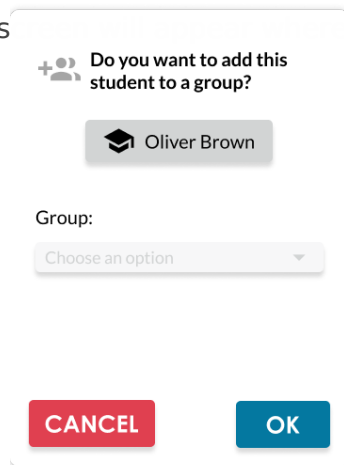 s
Do you want to add this
student to a group?
Oliver Brown
Group:
Choose an option
CANCEL
OK